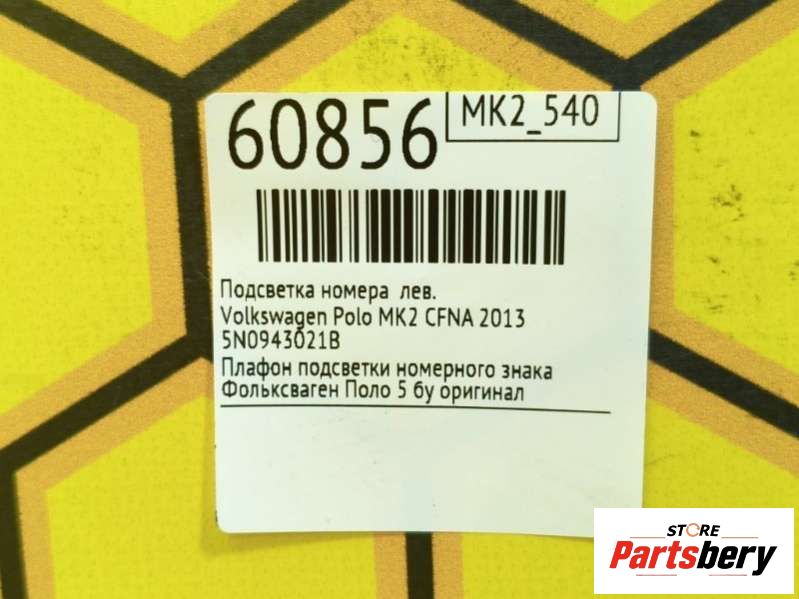 60856
MK2_540
Подсветка номера лев.
Volkswagen Polo MK2 CFNA 2013
5N0943021B
Плафон подсветки номерного знака
Фольксваген Поло 5 бу оригинал
STORE
Partsbery